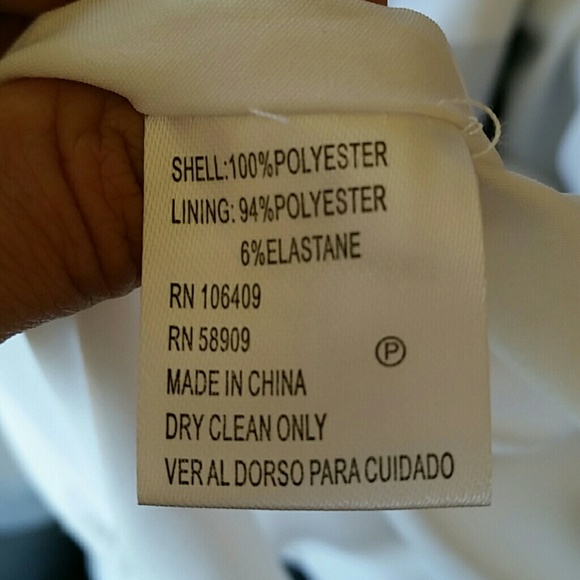 SHELL:100%POLYESTER
LINING: 94%POLYESTER
6%ELASTANE
RN 106409
RN 58909
P
MADE IN CHINA
DRY CLEAN ONLY
VER AL DORSO PARA CUIDADO